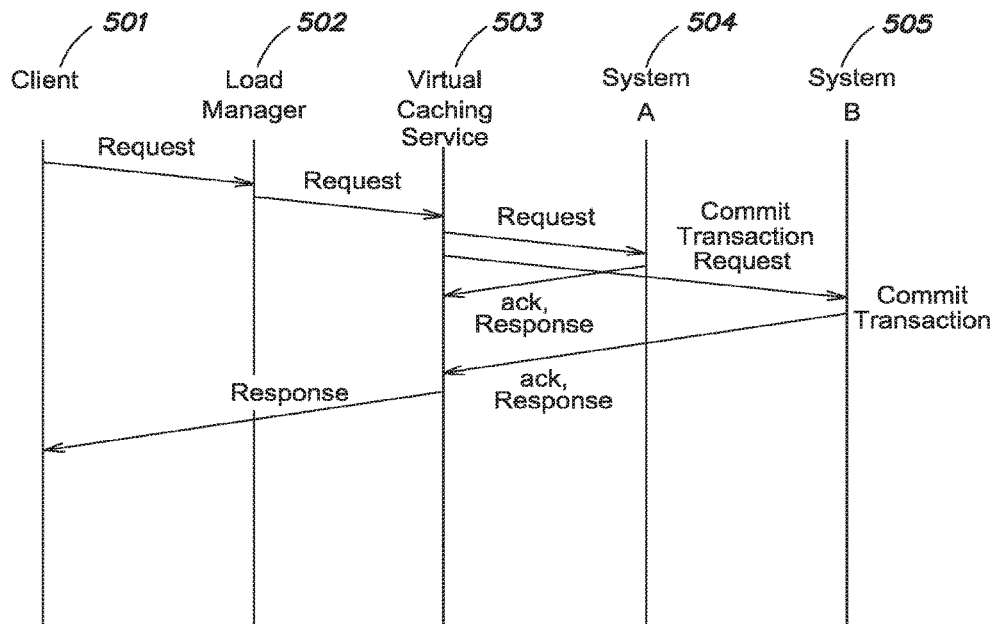 501
502
503
504
505
Client
Load
Manager
Virtual
Caching
Service
System
A
System
B
Request
Request
Request
Commit
Transaction
Request
ack,
Response
Commit
Transaction
ack,
Response
Response